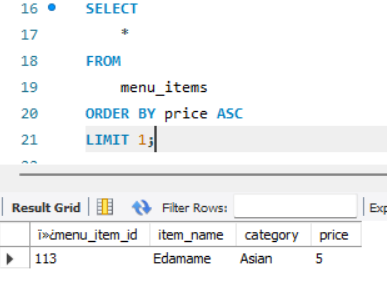 16 SELECT
17 *
18 FROM
19 menu_items
20 ORDER BY price ASC
21 LIMIT 1;
Result Grid Filter Rows: Exp
ï»¿menu_item_id item_name category price
113 Edamame Asian 5